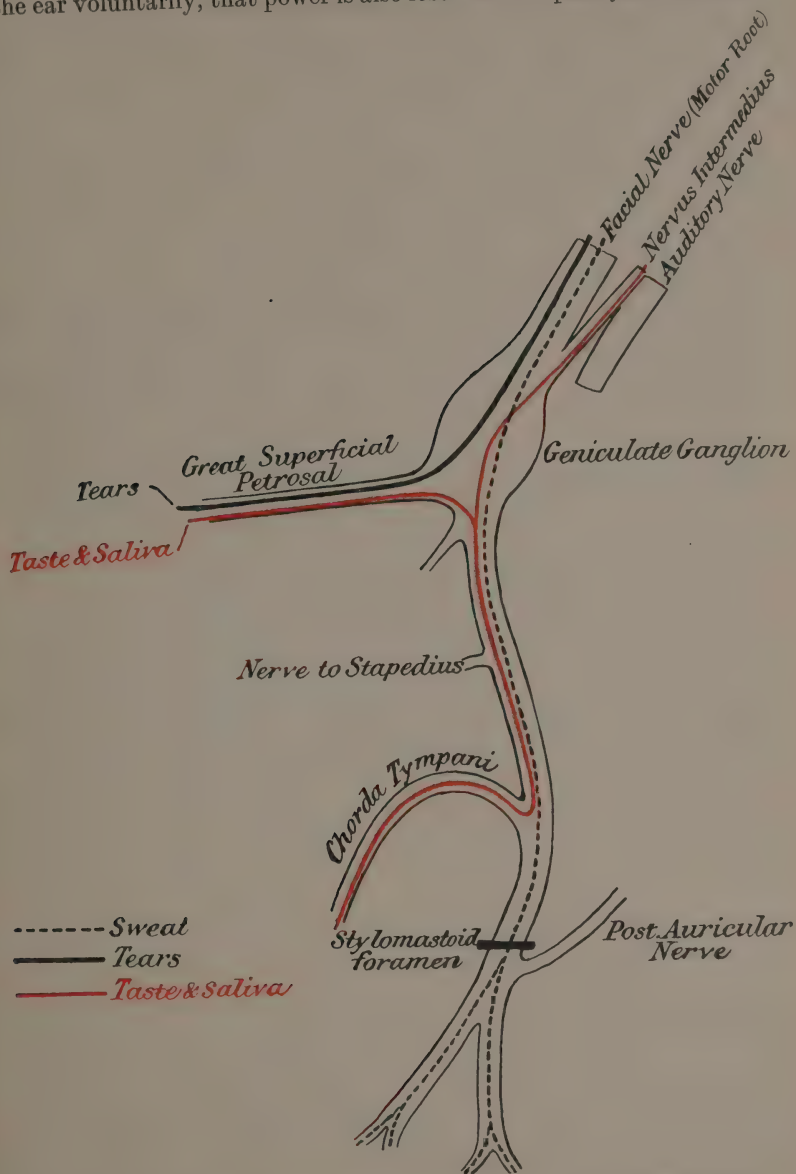 the ear voluntarily, that power is also
Facial Nerve (Motor Root)
Nervus Intermedius
Auditory Nerve
Great Superficial
Petrosal
Geniculate Ganglion
Tears
Taste & Saliva
Nerve to Stapedius
Chorda Tympani
Sweat
Tears
Taste & Saliva
Stylomastoid
foramen
Post. Auricular
Nerve